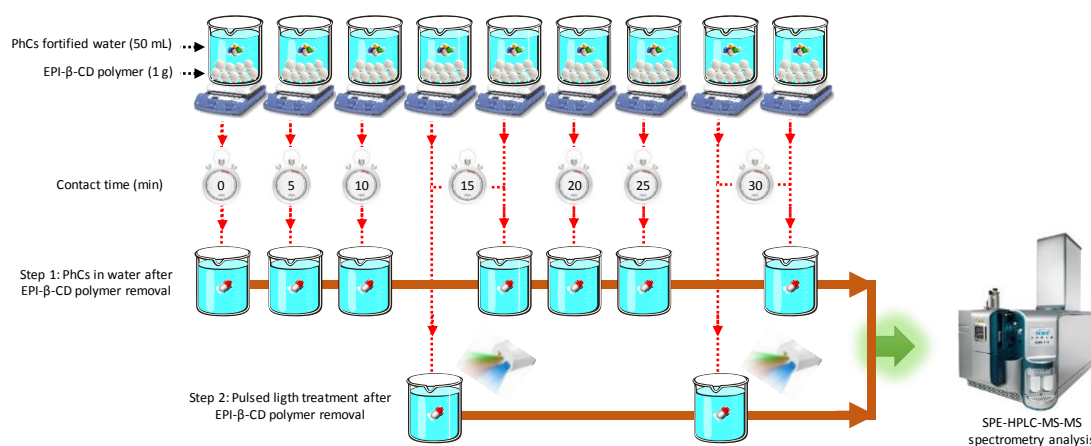 PhCs fortified water (50 mL)
EPI-β-CD polymer (1 g)
Contact time (min)
0
5
10
15
20
25
30
Step 1: PhCs in water after
EPI-β-CD polymer removal
Step 2: Pulsed ligth treatment after
EPI-β-CD polymer removal
SPE-HPLC-MS-MS
spectrometry analysis